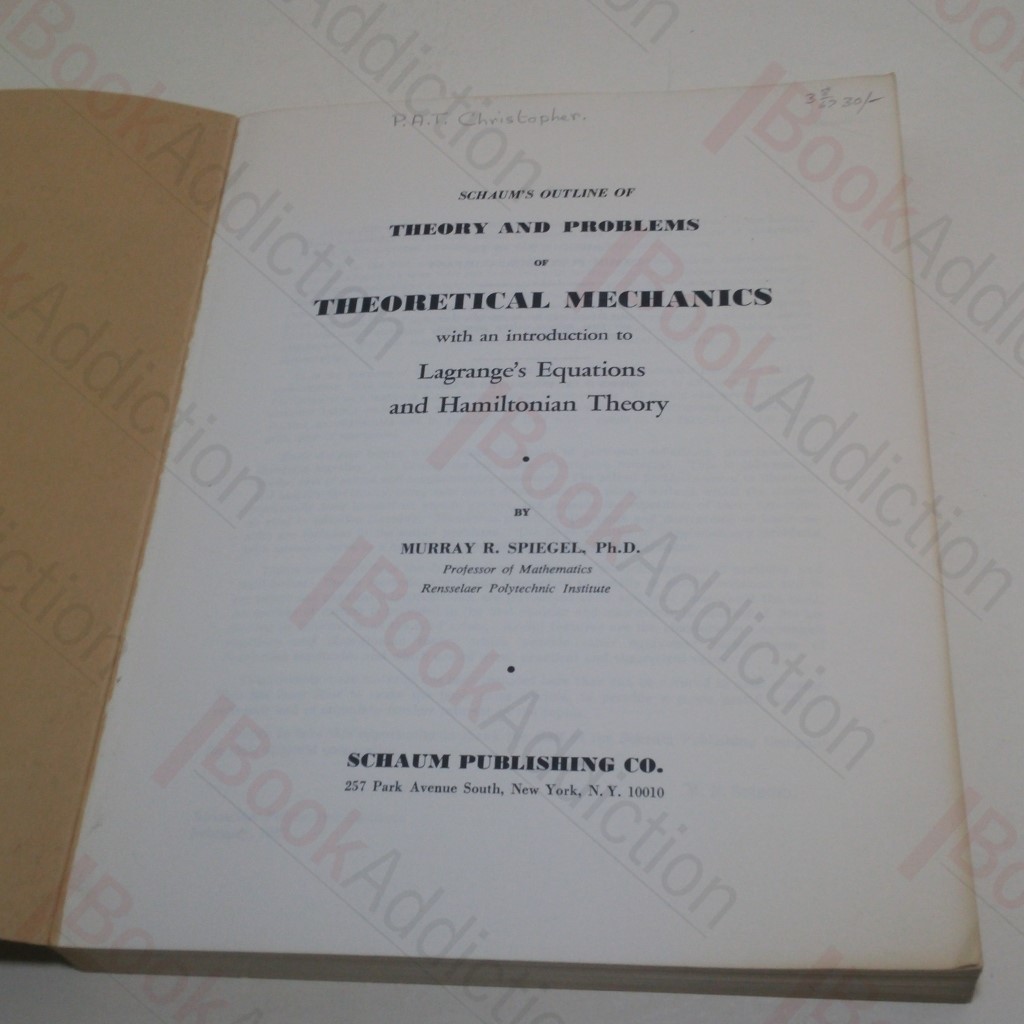 P.A.T. Christopher.
30/-
SCHAUM'S OUTLINE OF
THEORY AND PROBLEMS
OF
THEORETICAL MECHANICS
with an introduction to
Lagrange's Equations
and Hamiltonian Theory
BY
MURRAY R. SPIEGEL, Ph.D.
Professor of Mathematics
Rensselaer Polytechnic Institute
SCHAUM PUBLISHING CO.
257 Park Avenue South, New York, N. Y. 10010
BookAddiction